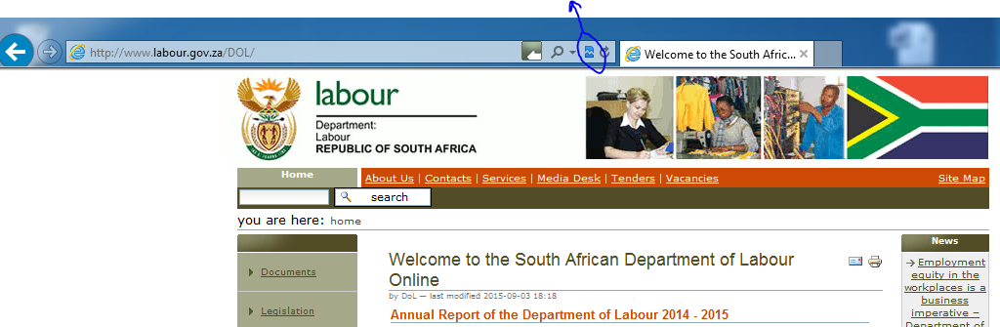 http://www.labour.gov.za/DOL/
Welcome to the South Afric...
labour
Department:
Labour
REPUBLIC OF SOUTH AFRICA
Home
About Us | Contacts | Services | Media Desk | Tenders | Vacancies
Site Map
search
you are here: home
Documents
Legislation
Welcome to the South African Department of Labour
Online
by DoL — last modified 2015-09-03 18:18
Annual Report of the Department of Labour 2014 - 2015
News
Employment
equity in the
workplaces is a
business
imperative –
Department of